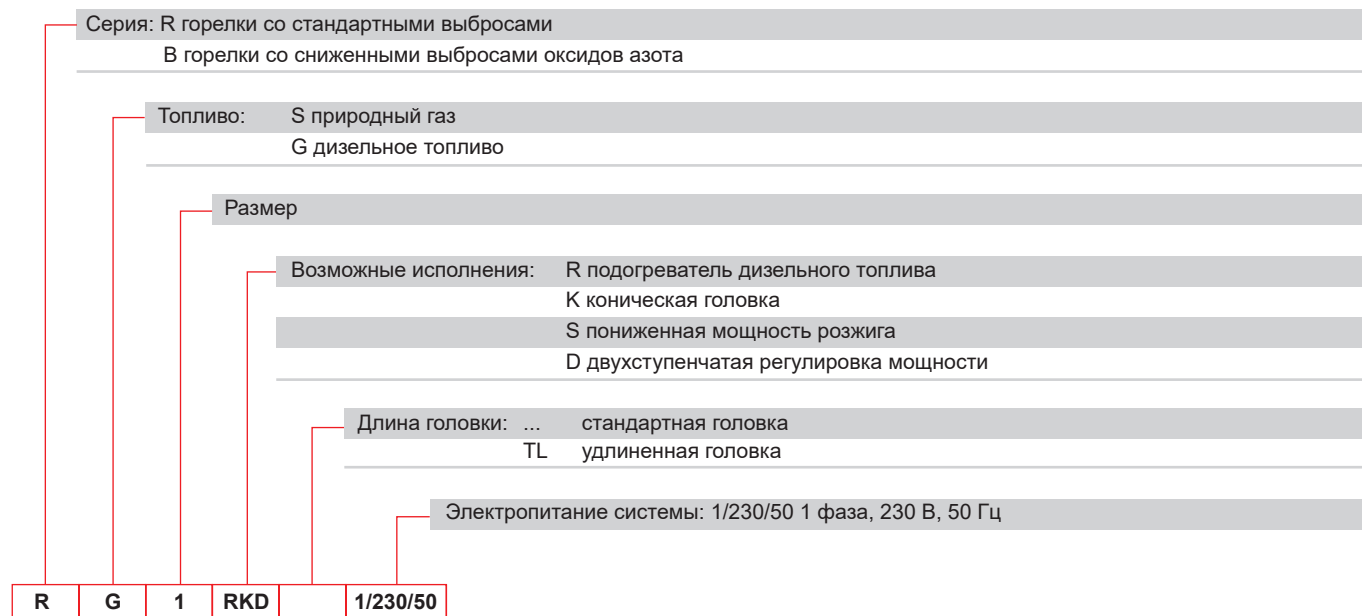 Серия: R горелки со стандартными выбросами
B горелки со сниженными выбросами оксидов азота
Топливо: S природный газ
G дизельное топливо
Размер
Возможные исполнения: R подогреватель дизельного топлива
K коническая головка
S пониженная мощность розжига
D двухступенчатая регулировка мощности
Длина головки: ... стандартная головка
TL удлиненная головка
Электропитание системы: 1/230/50 1 фаза, 230 В, 50 Гц
R G 1 RKD 1/230/50